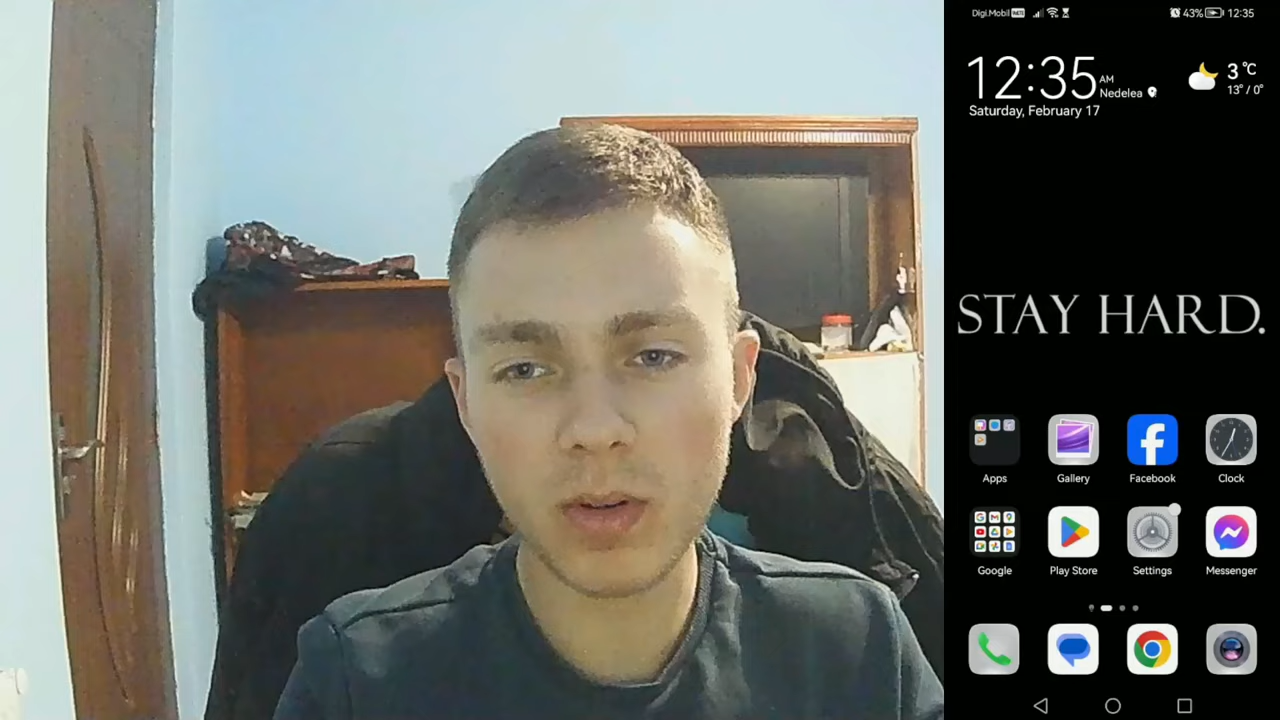 Digi.Mobil VoLTE 43% 12:35
12:35 AM
Nedelea
Saturday, February 17
3 °C
13° / 0°
STAY HARD.
Apps Gallery Facebook Clock
Google Play Store Settings Messenger